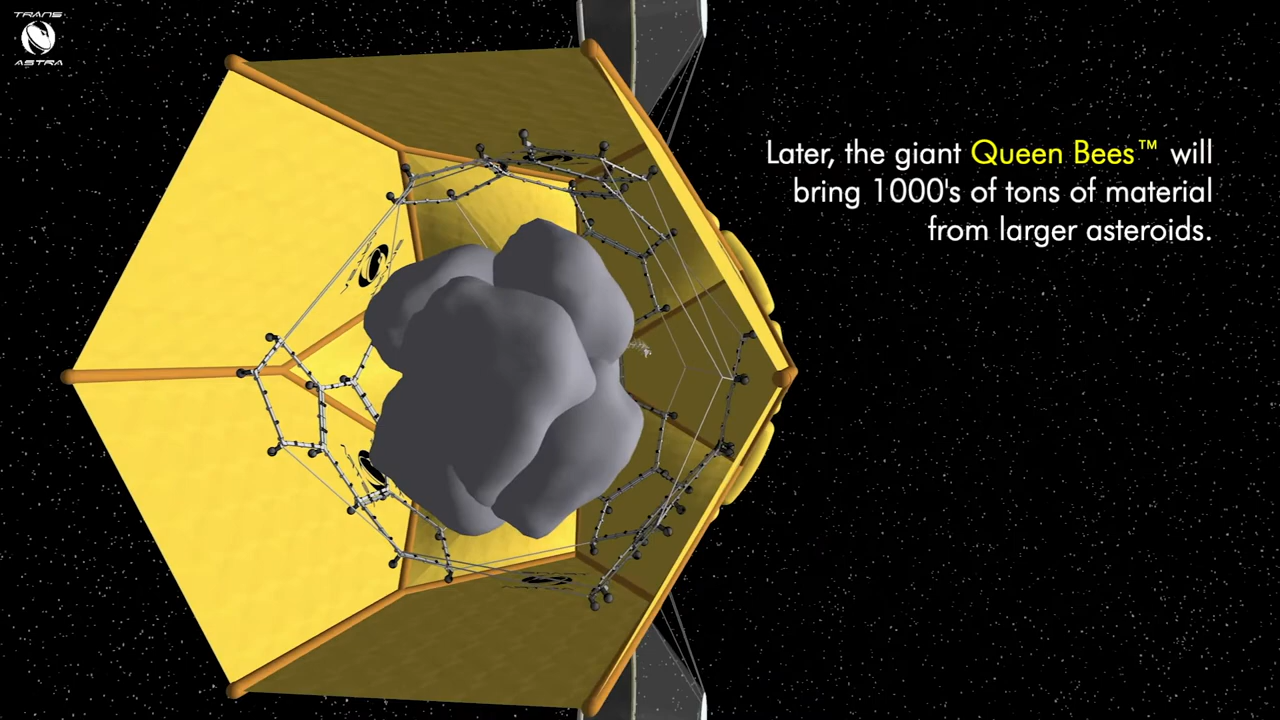 TRANS
ASTRA
Later, the giant Queen Bees™ will
bring 1000's of tons of material
from larger asteroids.